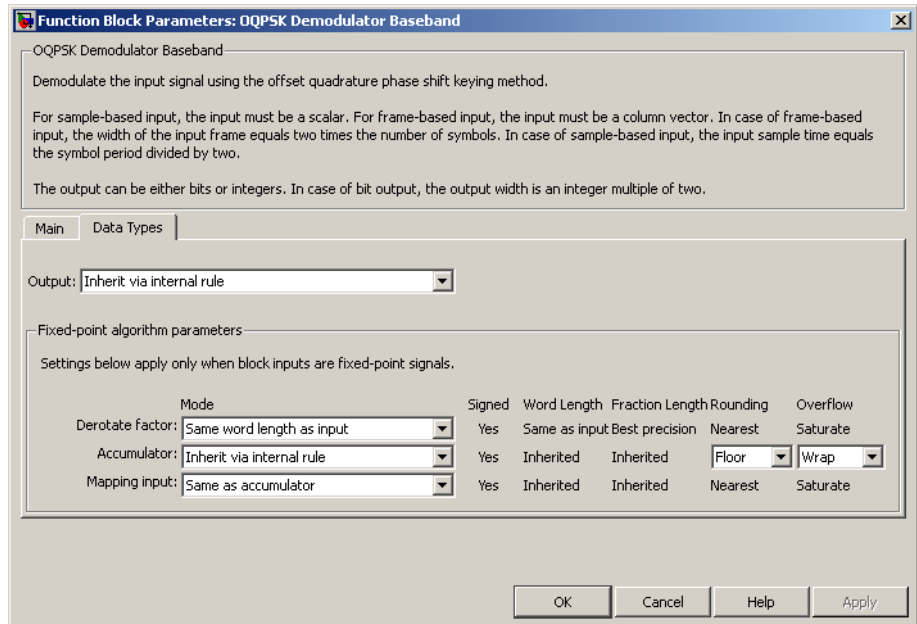 Function Block Parameters: OQPSK Demodulator Baseband
OQPSK Demodulator Baseband
Demodulate the input signal using the offset quadrature phase shift keying method.
For sample-based input, the input must be a scalar. For frame-based input, the input must be a column vector. In case of frame-based
input, the width of the input frame equals two times the number of symbols. In case of sample-based input, the input sample time equals
the symbol period divided by two.
The output can be either bits or integers. In case of bit output, the output width is an integer multiple of two.
Main Data Types
Output: Inherit via internal rule
Fixed-point algorithm parameters
Settings below apply only when block inputs are fixed-point signals.
Mode Signed Word Length Fraction Length Rounding Overflow
Derotate factor: Same word length as input Yes Same as input Best precision Nearest Saturate
Accumulator: Inherit via internal rule Yes Inherited Inherited Floor Wrap
Mapping input: Same as accumulator Yes Inherited Inherited Nearest Saturate
OK Cancel Help Apply